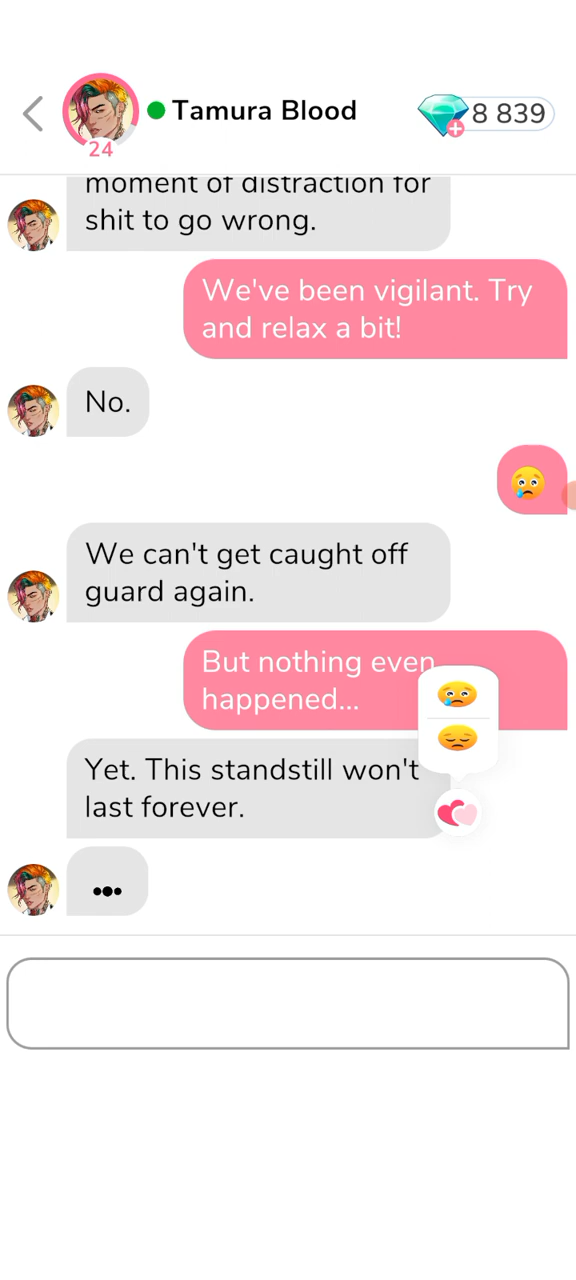 Tamura Blood
8 839
24
moment of distraction for
shit to go wrong.
We've been vigilant. Try
and relax a bit!
No.
We can't get caught off
guard again.
But nothing even
happened...
Yet. This standstill won't
last forever.
...